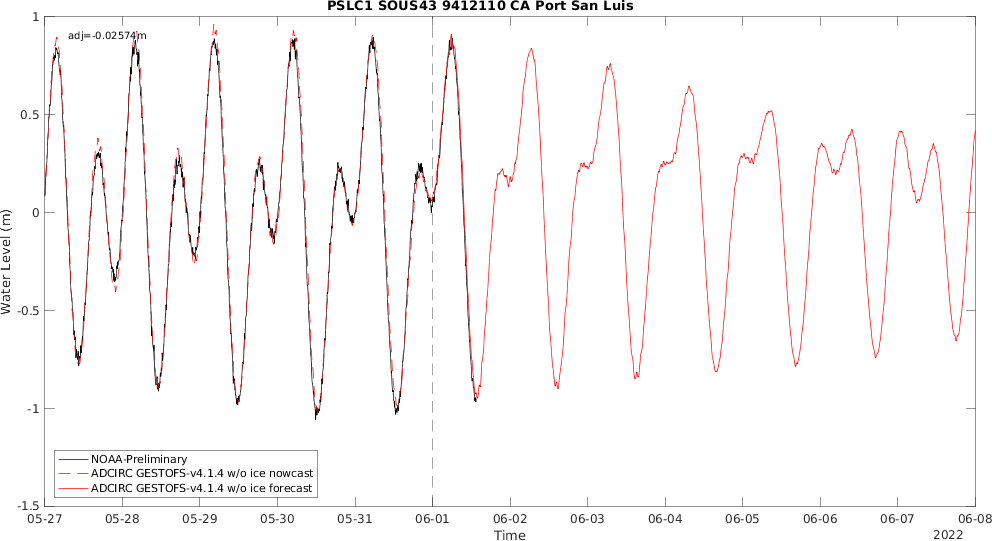 PSLC1 SOUS43 9412110 CA Port San Luis
adj=-0.02574m
1
0.5
0
-0.5
-1
-1.5
Water Level (m)
NOAA-Preliminary
ADCIRC GESTOFS-v4.1.4 w/o ice nowcast
ADCIRC GESTOFS-v4.1.4 w/o ice forecast
05-27 05-28 05-29 05-30 05-31 06-01 06-02 06-03 06-04 06-05 06-06 06-07 06-08
Time
2022